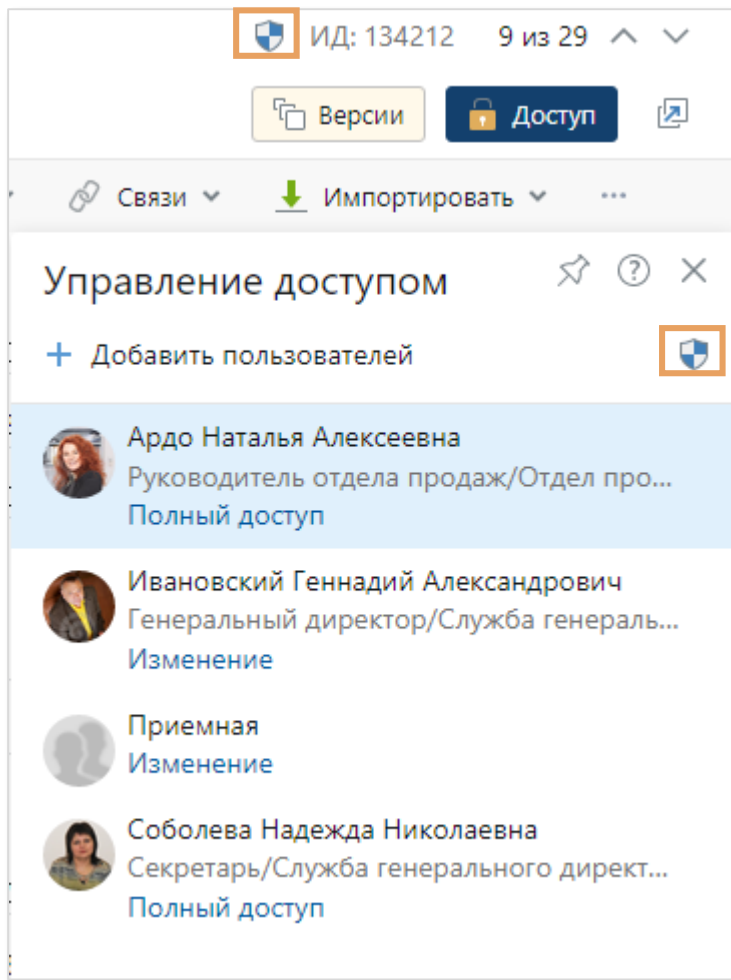 ИД: 134212 9 из 29
Версии Доступ
Связи Импортировать ...
Управление доступом
Добавить пользователей
Ардо Наталья Алексеевна
Руководитель отдела продаж/Отдел про...
Полный доступ
Ивановский Геннадий Александрович
Генеральный директор/Служба генераль...
Изменение
Приемная
Изменение
Соболева Надежда Николаевна
Секретарь/Служба генерального директ...
Полный доступ